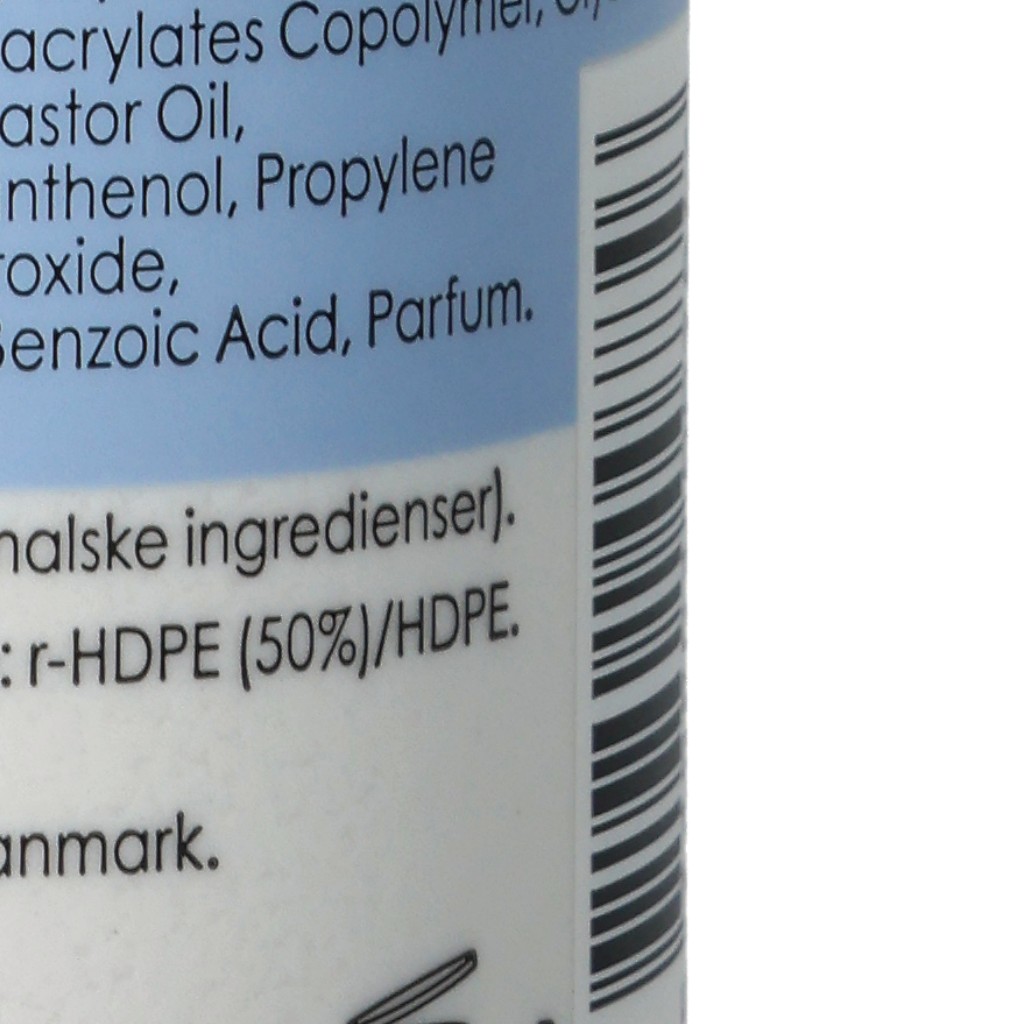 acrylates Copolymer,
astor Oil,
nthenol, Propylene
roxide,
Benzoic Acid, Parfum.
nalske ingredienser).
: r-HDPE (50%)/HDPE.
anmark.